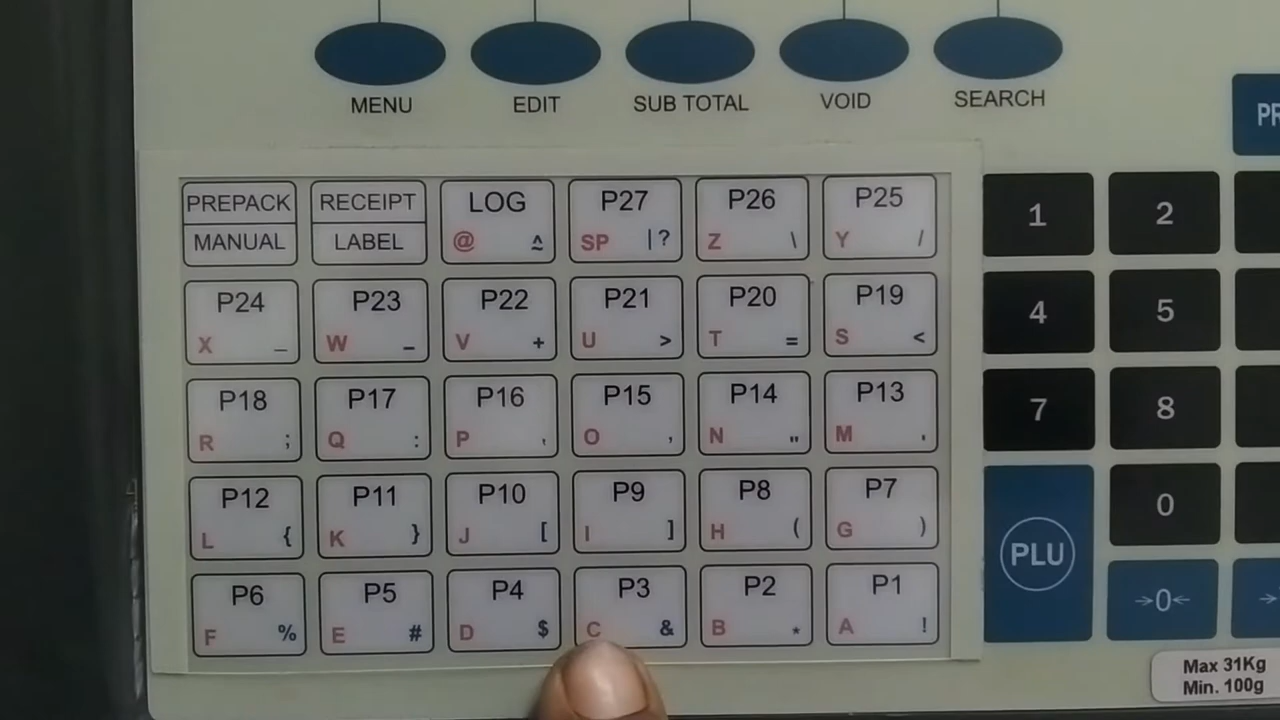 MENU EDIT SUB TOTAL VOID SEARCH
PR
PREPACK RECEIPT LOG P27 P26 P25
MANUAL LABEL @ ^ SP |? Z \ Y /
1 2
P24 P23 P22 P21 P20 P19
X _ W – V + U > T = S <
4 5
P18 P17 P16 P15 P14 P13
R ; Q : P , O , N " M .
7 8
P12 P11 P10 P9 P8 P7
L { K } J [ I ] H ( G )
0
P6 P5 P4 P3 P2 P1
F % E # D $ C & B * A !
PLU
→0←
Max 31Kg
Min. 100g